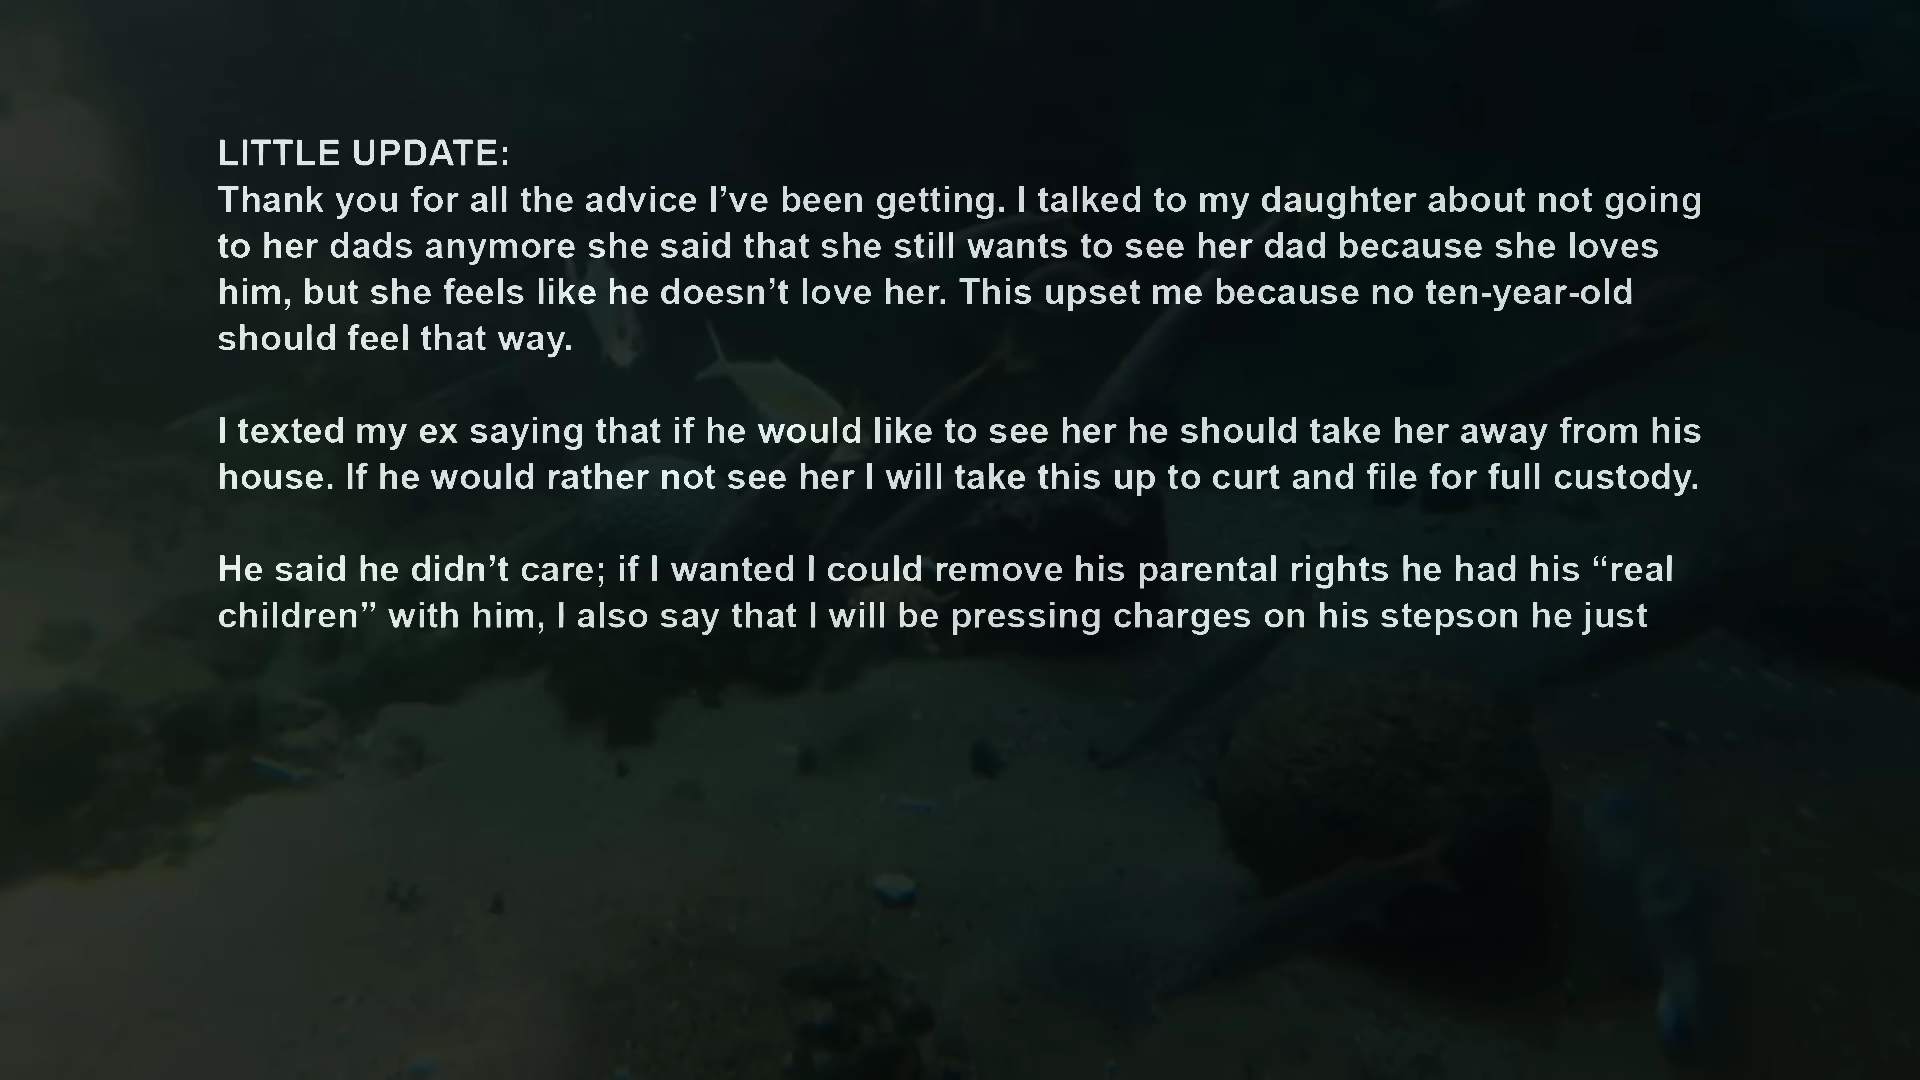 LITTLE UPDATE:
Thank you for all the advice I’ve been getting. I talked to my daughter about not going
to her dads anymore she said that she still wants to see her dad because she loves
him, but she feels like he doesn’t love her. This upset me because no ten-year-old
should feel that way.
I texted my ex saying that if he would like to see her he should take her away from his
house. If he would rather not see her I will take this up to curt and file for full custody.
He said he didn’t care; if I wanted I could remove his parental rights he had his “real
children” with him, I also say that I will be pressing charges on his stepson he just